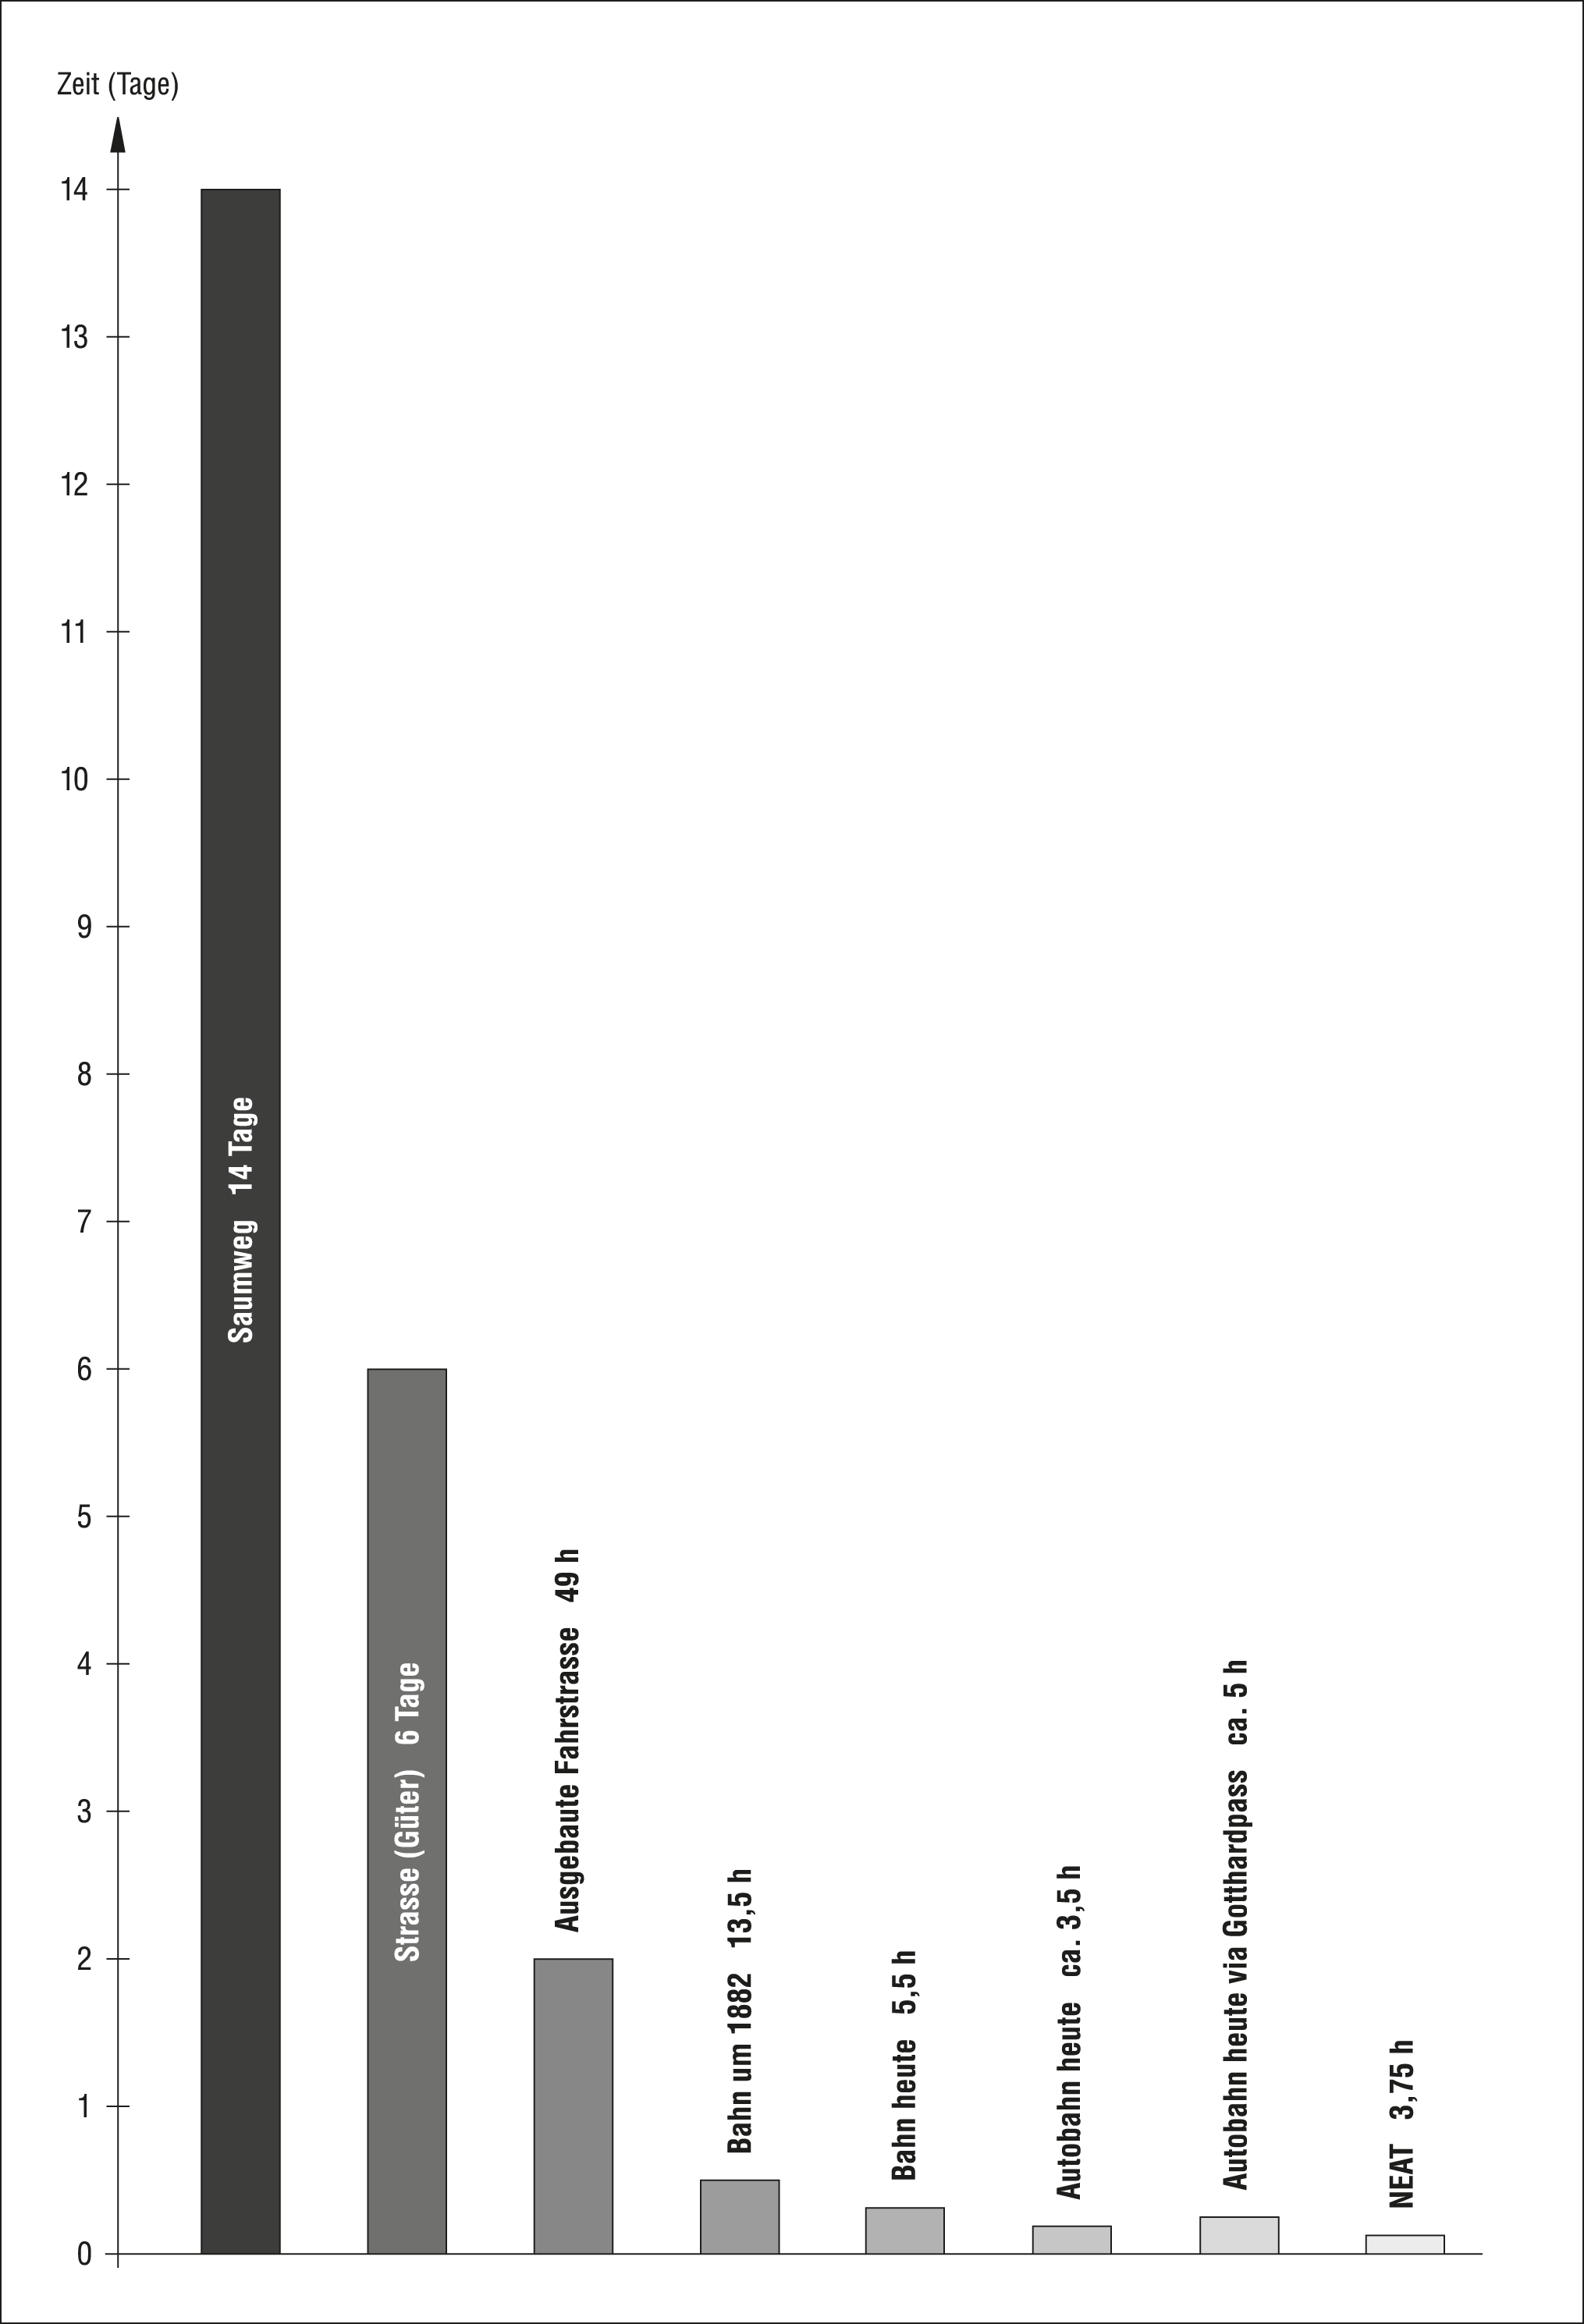 Zeit (Tage)
14
13
12
11
10
9
8
7
6
5
4
3
2
1
0
Saumweg 14 Tage
Strasse (Güter) 6 Tage
Ausgebaute Fahrstrasse 49 h
Bahn um 1882 13,5 h
Bahn heute 5,5 h
Autobahn heute ca. 3,5 h
Autobahn heute via Gotthardpass ca. 5 h
NEAT 3,75 h